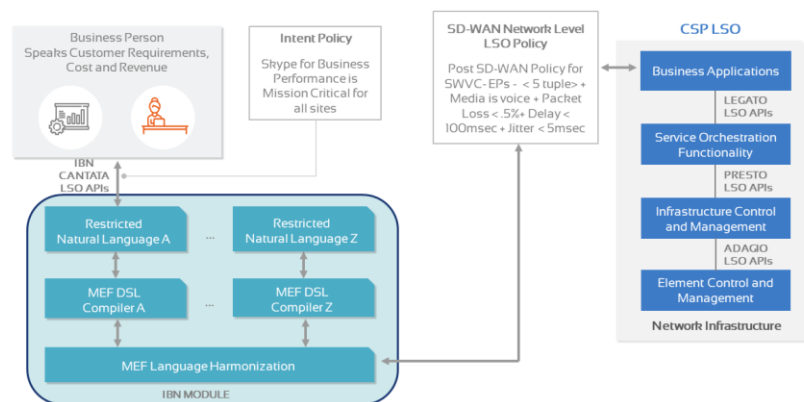 Business Person
Speaks Customer Requirements,
Cost and Revenue
Intent Policy
Skype for Business
Performance is
Mission Critical for
all sites
SD-WAN Network Level
LSO Policy
Post SD-WAN Policy for
SWVC- EPs - < 5 tuple> +
Media is voice + Packet
Loss < .5%+ Delay <
100msec + Jitter < 5msec
CSP LSO
Business Applications
LEGATO
LSO APIs
Service Orchestration
Functionality
PRESTO
LSO APIs
Infrastructure Control
and Management
ADAGIO
LSO APIs
Element Control and
Management
Network Infrastructure
IBN
CANTATA
LSO APIs
Restricted
Natural Language A
...
Restricted
Natural Language Z
MEF DSL
Compiler A
...
MEF DSL
Compiler Z
MEF Language Harmonization
IBN MODULE